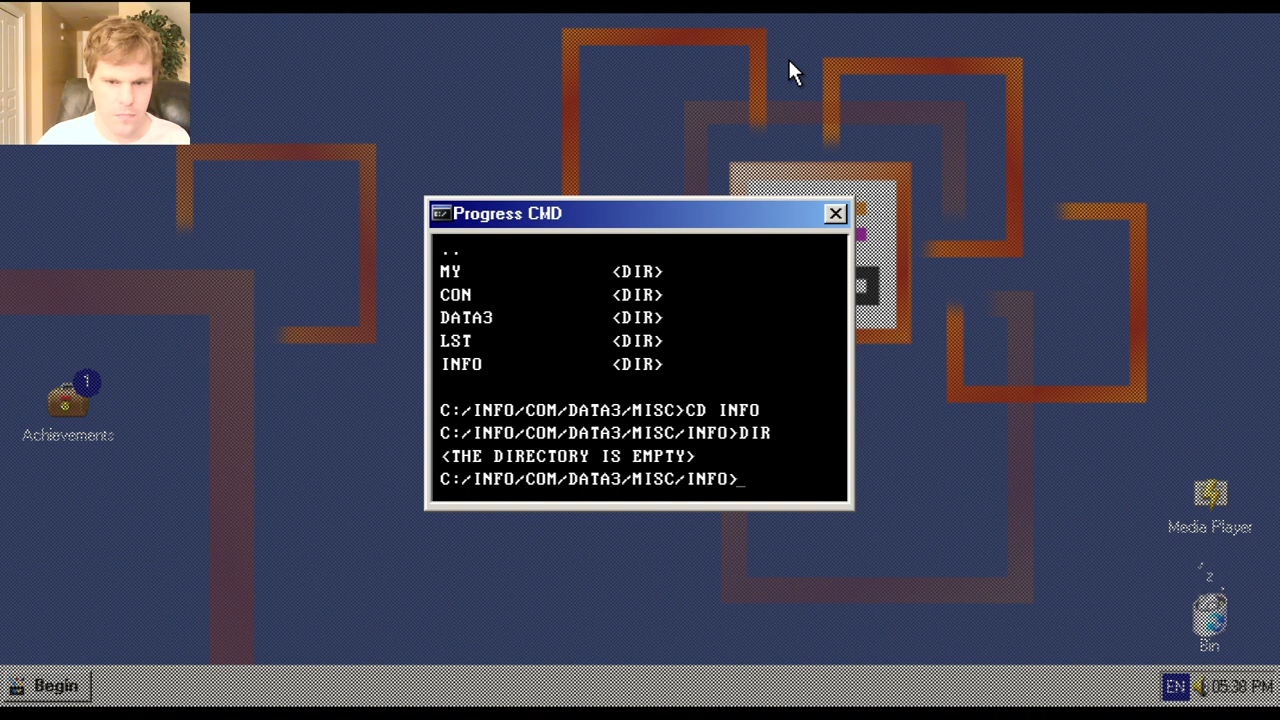 Progress CMD
..
MY <DIR>
CON <DIR>
DATA3 <DIR>
LST <DIR>
INFO <DIR>
C:/INFO/COM/DATA3/MISC>CD INFO
C:/INFO/COM/DATA3/MISC/INFO>DIR
<THE DIRECTORY IS EMPTY>
C:/INFO/COM/DATA3/MISC/INFO>_
1
Achievements
Media Player
z
Bin
Begin
EN 05:38 PM